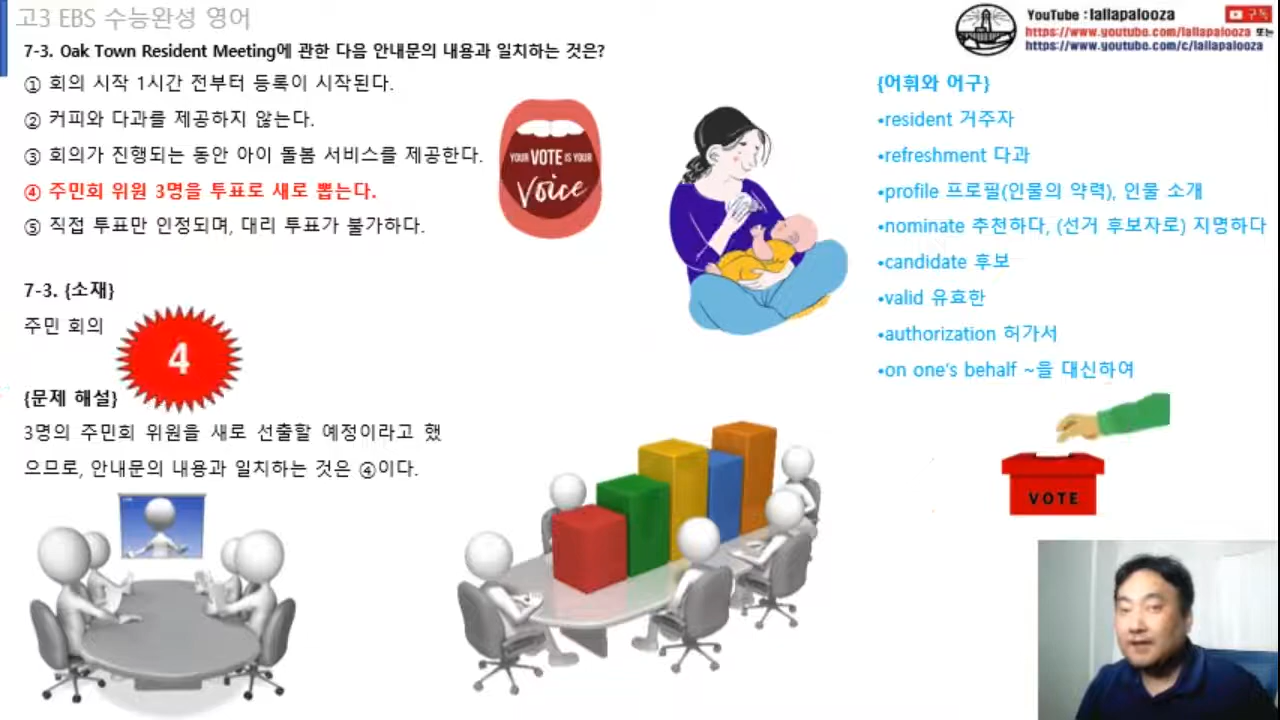 고3 EBS 수능완성 영어
YouTube : lallapalooza
구독
https://www.youtube.com/lallapalooza 또는
https://www.youtube.com/c/lallapalooza
7-3. Oak Town Resident Meeting에 관한 다음 안내문의 내용과 일치하는 것은?
① 회의 시작 1시간 전부터 등록이 시작된다.
② 커피와 다과를 제공하지 않는다.
③ 회의가 진행되는 동안 아이 돌봄 서비스를 제공한다.
④ 주민회 위원 3명을 투표로 새로 뽑는다.
⑤ 직접 투표만 인정되며, 대리 투표가 불가하다.
YOUR VOTE IS YOUR
Voice
{어휘와 어구}
•resident 거주자
•refreshment 다과
•profile 프로필(인물의 약력), 인물 소개
•nominate 추천하다, (선거 후보자로) 지명하다
•candidate 후보
•valid 유효한
•authorization 허가서
•on one's behalf ~을 대신하여
7-3. {소재}
주민 회의
4
{문제 해설}
3명의 주민회 위원을 새로 선출할 예정이라고 했
으므로, 안내문의 내용과 일치하는 것은 ④이다.
VOTE